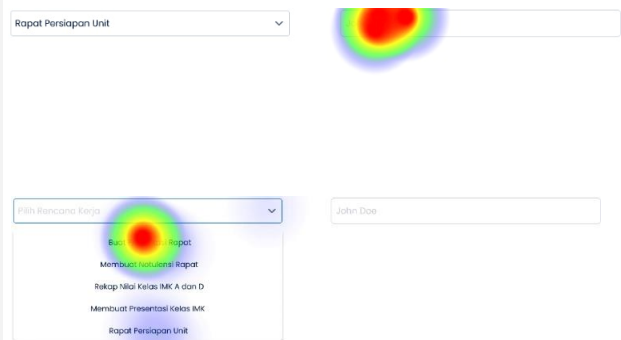 Rapat Persiapan Unit
Pilih Rencana Kerja
John Doe
Rapat
Membuat Notulensi Rapat
Rekap Nilai Kelas IMK A dan D
Membuat Presentasi Kelas IMK
Rapat Persiapan Unit